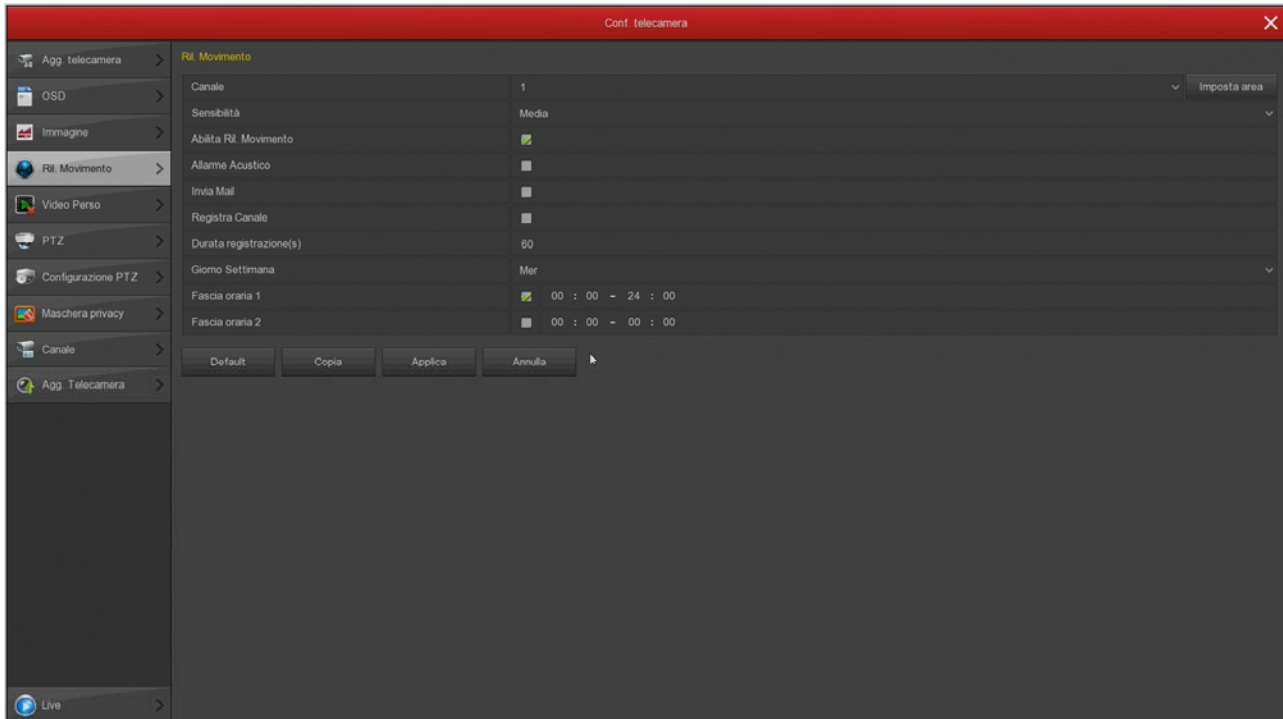 Conf. telecamera
Agg. telecamera
OSD
Immagine
Ril. Movimento
Video Perso
PTZ
Configurazione PTZ
Maschera privacy
Canale
Agg. Telecamera
Live
Ril. Movimento
Canale 1 Imposta area
Sensibilità Media
Abilita Ril. Movimento
Allarme Acustico
Invia Mail
Registra Canale
Durata registrazione(s) 60
Giorno Settimana Mer
Fascia oraria 1 00 : 00 - 24 : 00
Fascia oraria 2 00 : 00 - 00 : 00
Default Copia Applica Annulla